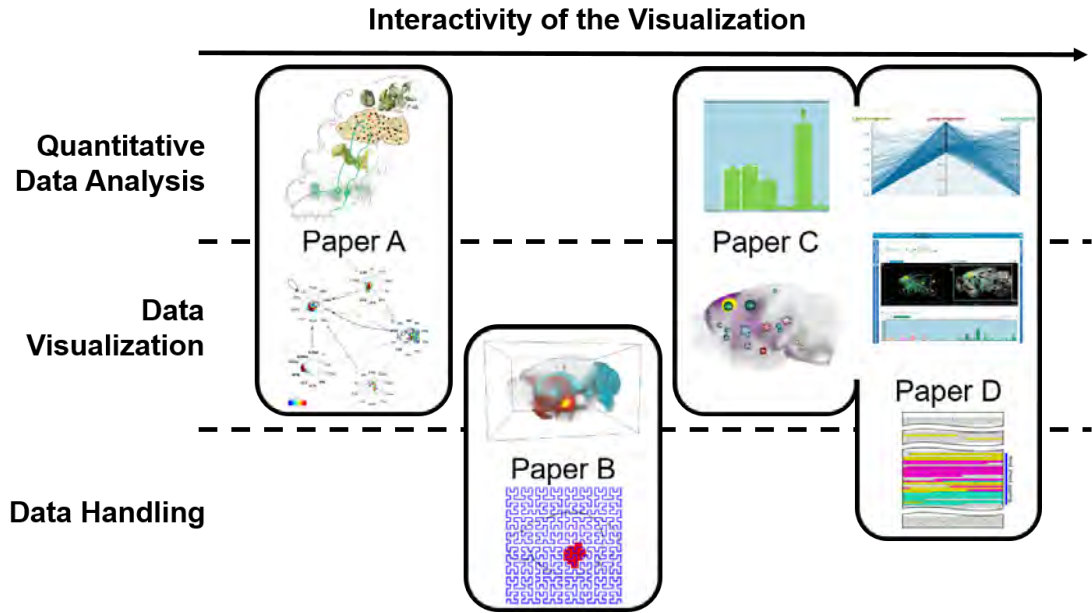 Interactivity of the Visualization
Quantitative
Data Analysis
Paper A
Paper C
Data
Visualization
Paper D
Paper B
Data Handling